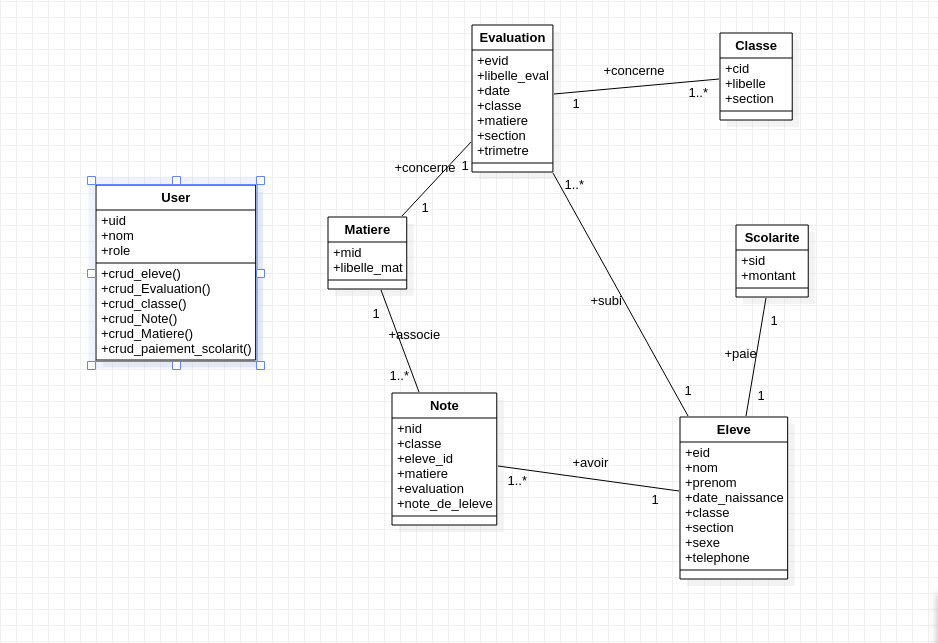 Evaluation
+evid
+libelle_eval
+date
+classe
+matiere
+section
+trimetre
Classe
+cid
+libelle
+section
+concerne
1
1..*
+concerne
1
1
User
+uid
+nom
+role
+crud_eleve()
+crud_Evaluation()
+crud_classe()
+crud_Note()
+crud_Matiere()
+crud_paiement_scolarit()
Matiere
+mid
+libelle_mat
1..*
+subi
1
Scolarite
+sid
+montant
1
+paie
1
1
+associe
1..*
Note
+nid
+classe
+eleve_id
+matiere
+evaluation
+note_de_leleve
+avoir
1..*
1
Eleve
+eid
+nom
+prenom
+date_naissance
+classe
+section
+sexe
+telephone